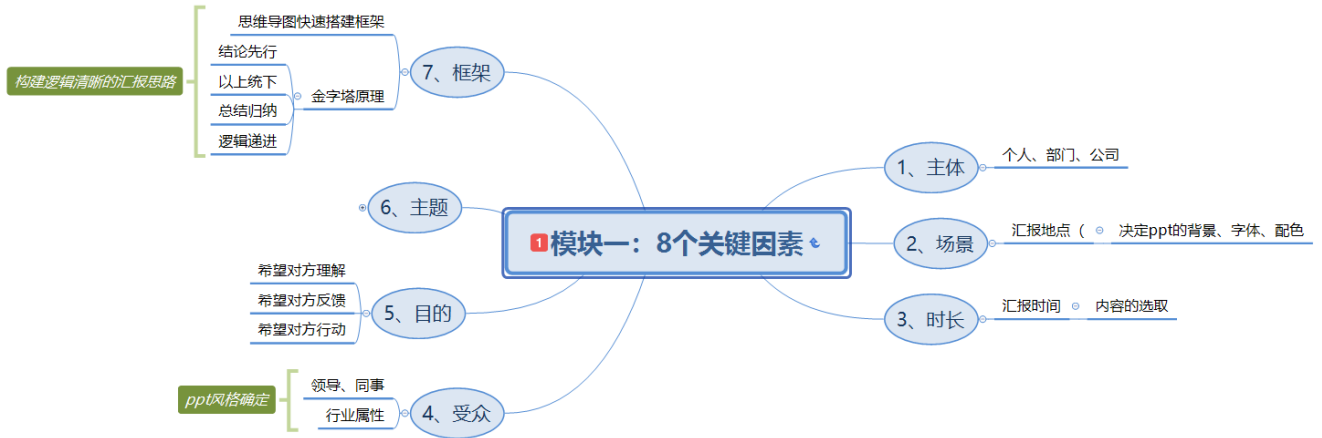 思维导图快速搭建框架
结论先行
以上统下
总结归纳
逻辑递进
金字塔原理
构建逻辑清晰的汇报思路
7、框架
1、主体
个人、部门、公司
6、主题
1 模块一：8个关键因素
2、场景
汇报地点（
决定ppt的背景、字体、配色
希望对方理解
希望对方反馈
希望对方行动
5、目的
3、时长
汇报时间
内容的选取
领导、同事
行业属性
ppt风格确定
4、受众